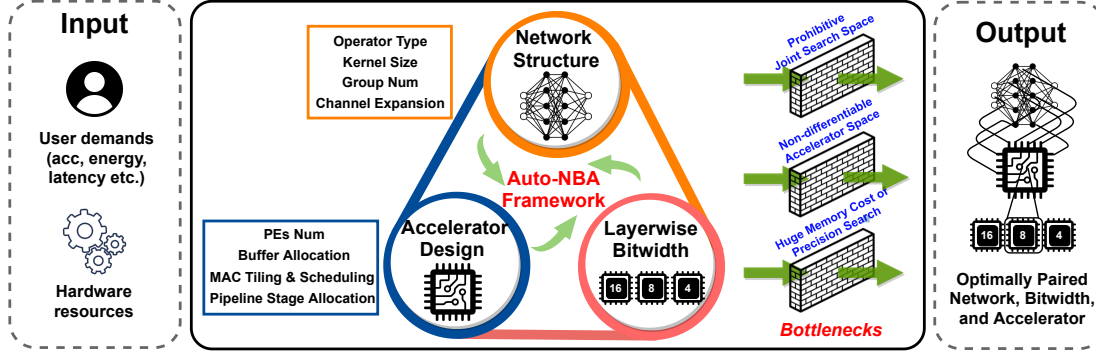 Input
User demands
(acc, energy,
latency etc.)
Hardware
resources
Operator Type
Kernel Size
Group Num
Channel Expansion
Network
Structure
Auto-NBA
Framework
PEs Num
Buffer Allocation
MAC Tiling & Scheduling
Pipeline Stage Allocation
Accelerator
Design
Layerwise
Bitwidth
16
8
4
Prohibitive
Joint Search Space
Non-differentiable
Accelerator Space
Huge Memory Cost of
Precision Search
Bottlenecks
Output
16
8
4
Optimally Paired
Network, Bitwidth,
and Accelerator